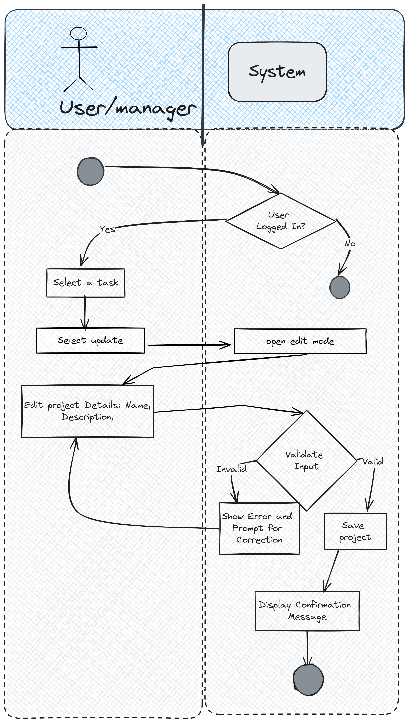 System
User/manager
User
Logged In?
Yes
No
Select a task
Select update
open edit mode
Edit project Details: Name,
Description,
Validate
Input
Invalid
Valid
Show Error and
Prompt for
Correction
Save
project
Display Confirmation
Message